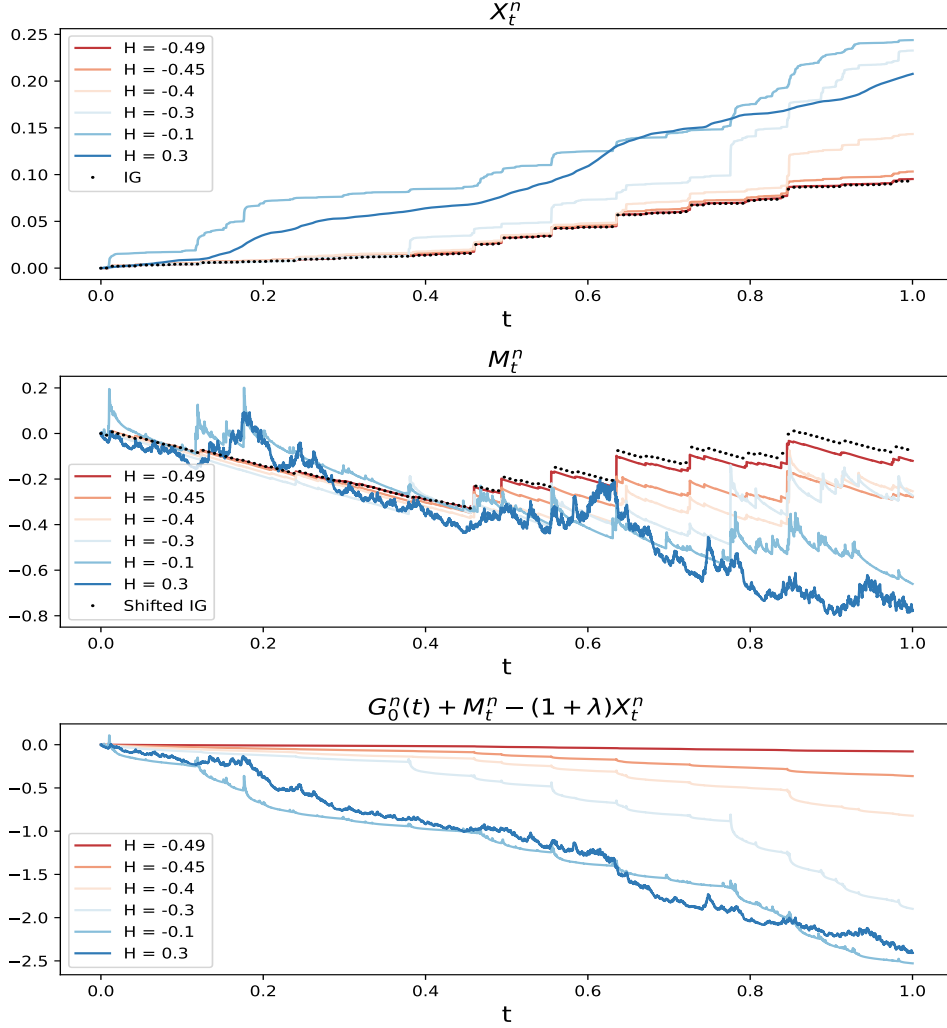 X_t^n
0.25
0.20
0.15
0.10
0.05
0.00
H = -0.49
H = -0.45
H = -0.4
H = -0.3
H = -0.1
H = 0.3
IG
0.0 0.2 0.4 0.6 0.8 1.0
t
M_t^n
0.2
0.0
−0.2
−0.4
−0.6
−0.8
H = -0.49
H = -0.45
H = -0.4
H = -0.3
H = -0.1
H = 0.3
Shifted IG
0.0 0.2 0.4 0.6 0.8 1.0
t
G_0^n(t) + M_t^n − (1 + λ)X_t^n
0.0
−0.5
−1.0
−1.5
−2.0
−2.5
H = -0.49
H = -0.45
H = -0.4
H = -0.3
H = -0.1
H = 0.3
0.0 0.2 0.4 0.6 0.8 1.0
t